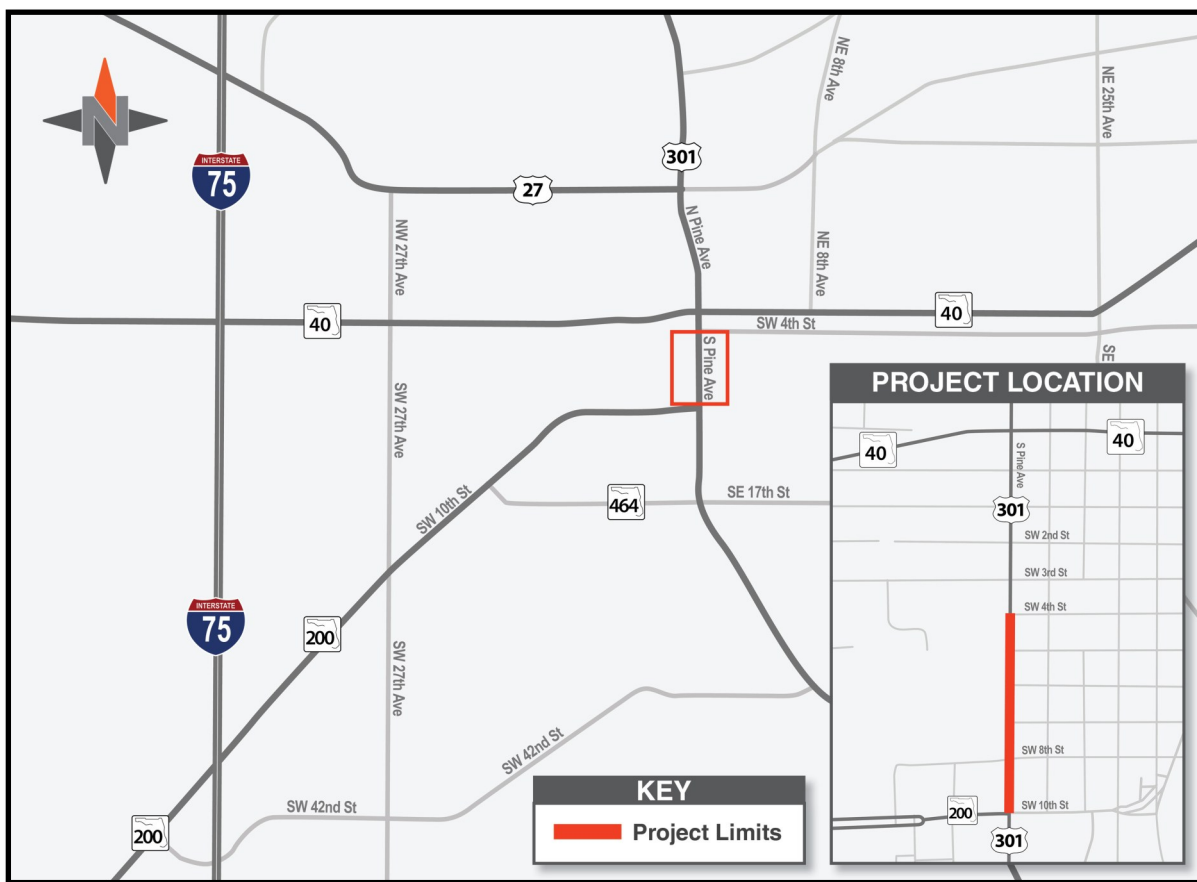 NE 8th Ave
NE 25th Ave
N
INTERSTATE
75
301
27
N Pine Ave
NW 27th Ave
NE 8th Ave
40
40
SW 4th St
S Pine Ave
SE
SW 27th Ave
SW 10th St
464
SE 17th St
INTERSTATE
75
200
SW 27th Ave
SW 42nd St
SW 42nd St
200
KEY
Project Limits
PROJECT LOCATION
40
40
S Pine Ave
301
SW 2nd St
SW 3rd St
SW 4th St
SW 8th St
SW 10th St
200
301